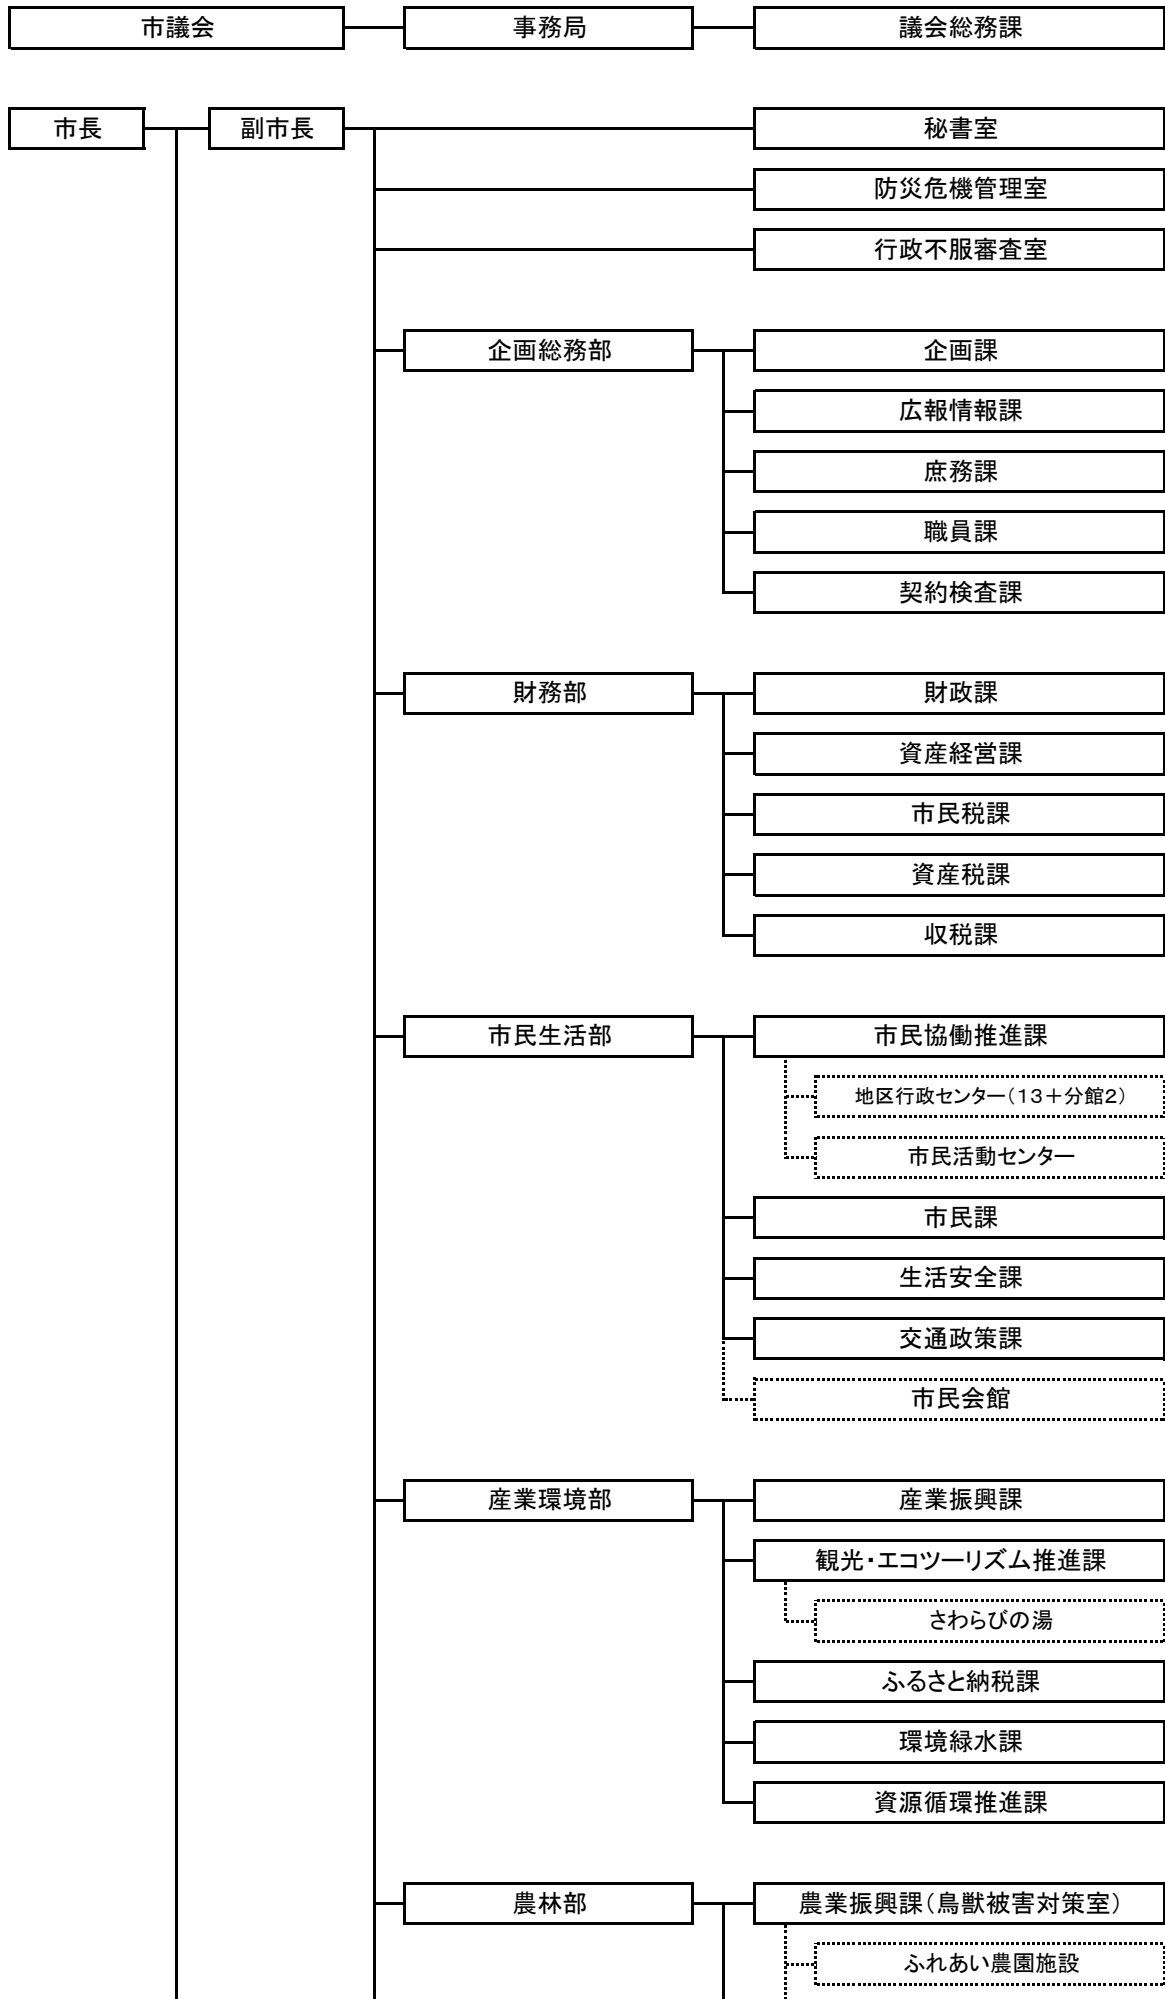 市議会
事務局
議会総務課
市長
副市長
秘書室
防災危機管理室
行政不服審査室
企画総務部
企画課
広報情報課
庶務課
職員課
契約検査課
財務部
財政課
資産経営課
市民税課
資産税課
収税課
市民生活部
市民協働推進課
地区行政センター（13＋分館2）
市民活動センター
市民課
生活安全課
交通政策課
市民会館
産業環境部
産業振興課
観光・エコツーリズム推進課
さわらびの湯
ふるさと納税課
環境緑水課
資源循環推進課
農林部
農業振興課（鳥獣被害対策室）
ふれあい農園施設